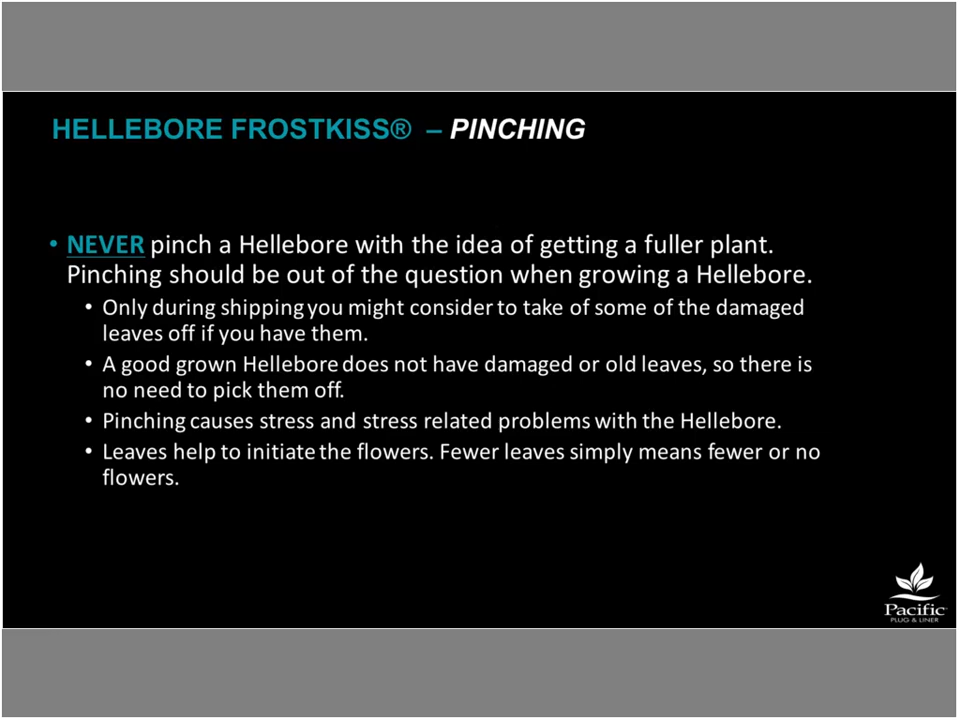 HELLEBORE FROSTKISS® – PINCHING
• NEVER pinch a Hellebore with the idea of getting a fuller plant.
Pinching should be out of the question when growing a Hellebore.
• Only during shipping you might consider to take of some of the damaged
leaves off if you have them.
• A good grown Hellebore does not have damaged or old leaves, so there is
no need to pick them off.
• Pinching causes stress and stress related problems with the Hellebore.
• Leaves help to initiate the flowers. Fewer leaves simply means fewer or no
flowers.
Pacific
PLUG & LINER